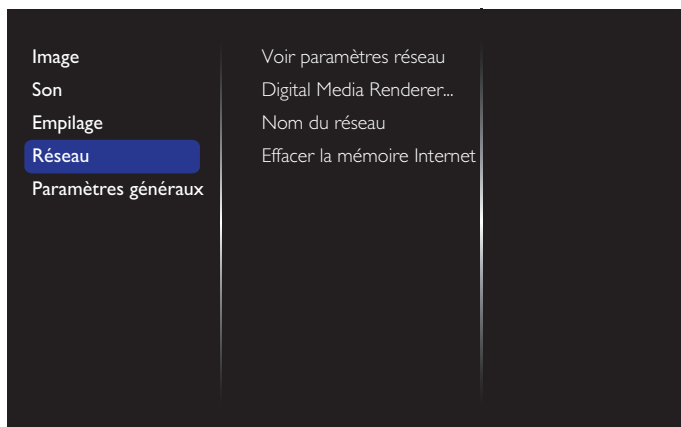 Image
Son
Empilage
Réseau
Paramètres généraux
Voir paramètres réseau
Digital Media Renderer...
Nom du réseau
Effacer la mémoire Internet